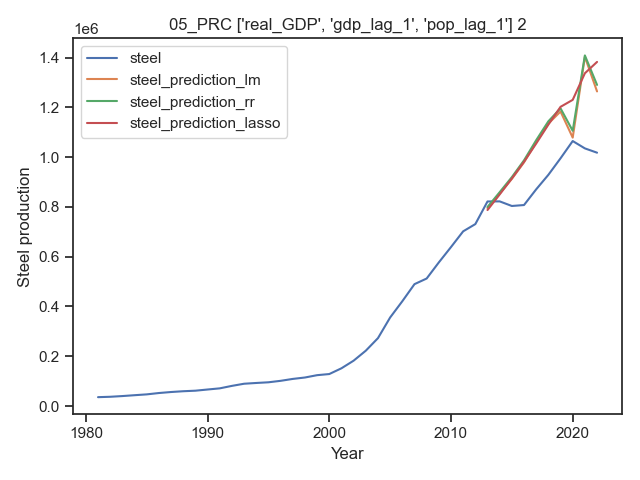 05_PRC ['real_GDP', 'gdp_lag_1', 'pop_lag_1'] 2
1e6
steel
steel_prediction_lm
steel_prediction_rr
steel_prediction_lasso
1.4
1.2
1.0
0.8
0.6
0.4
0.2
0.0
Steel production
1980 1990 2000 2010 2020
Year